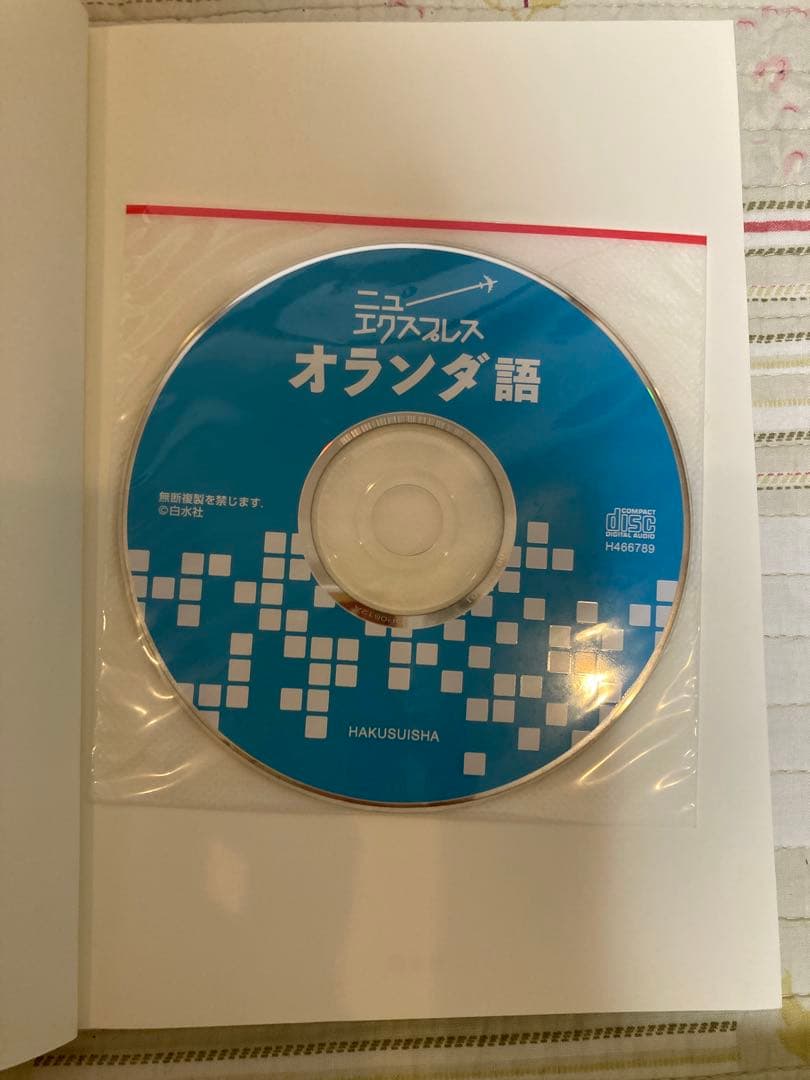 ニュー
エクスプレス
オランダ語
無断複製を禁じます.
©白水社
COMPACT
disc
DIGITAL AUDIO
H466789
HAKUSUISHA